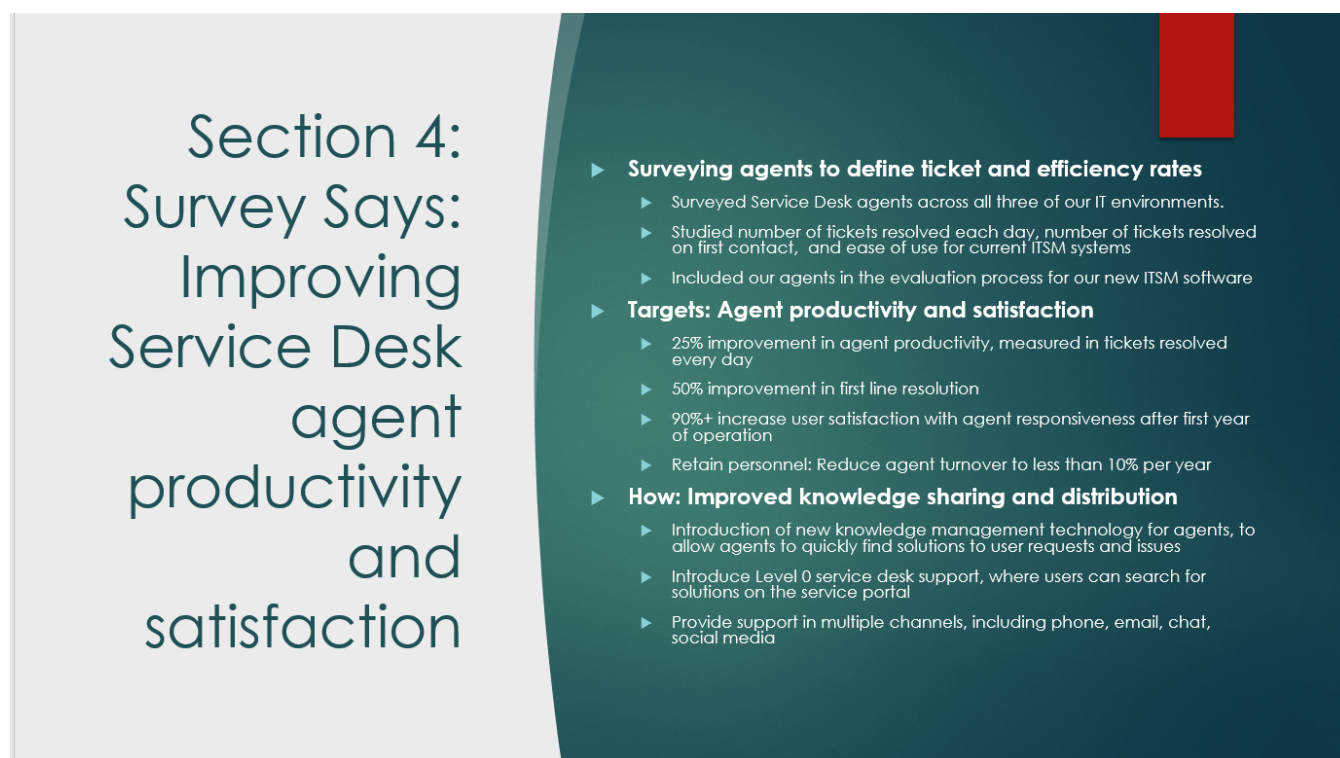 Section 4:
Survey Says:
Improving
Service Desk
agent
productivity
and
satisfaction
Surveying agents to define ticket and efficiency rates
Surveyed Service Desk agents across all three of our IT environments.
Studied number of tickets resolved each day, number of tickets resolved
on first contact,  and ease of use for current ITSM systems
Included our agents in the evaluation process for our new ITSM software
Targets: Agent productivity and satisfaction
25% improvement in agent productivity, measured in tickets resolved
every day
50% improvement in first line resolution
90%+ increase user satisfaction with agent responsiveness after first year
of operation
Retain personnel: Reduce agent turnover to less than 10% per year
How: Improved knowledge sharing and distribution
Introduction of new knowledge management technology for agents, to
allow agents to quickly find solutions to user requests and issues
Introduce Level 0 service desk support, where users can search for
solutions on the service portal
Provide support in multiple channels, including phone, email, chat,
social media